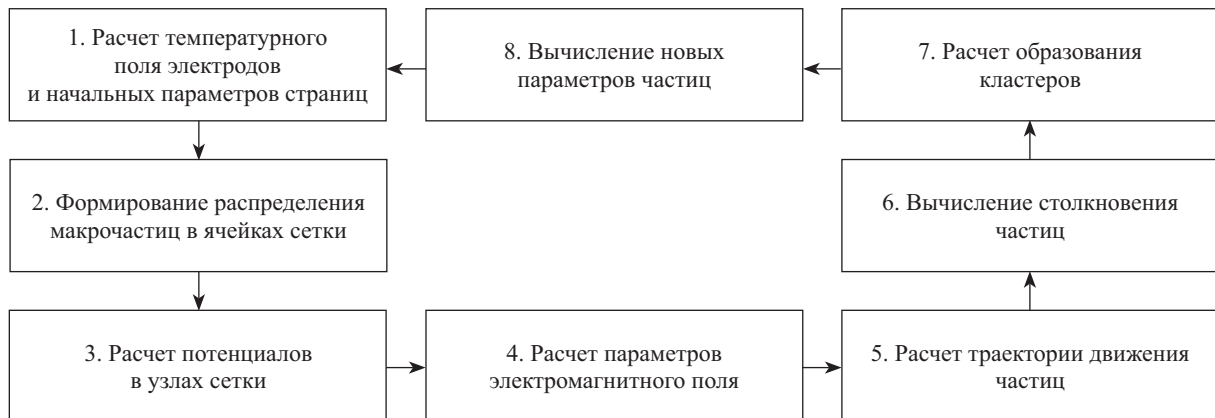 1. Расчет температурного
поля электродов
и начальных параметров страниц
8. Вычисление новых
параметров частиц
7. Расчет образования
кластеров
2. Формирование распределения
макрочастиц в ячейках сетки
6. Вычисление столкновения
частиц
3. Расчет потенциалов
в узлах сетки
4. Расчет параметров
электромагнитного поля
5. Расчет траектории движения
частиц